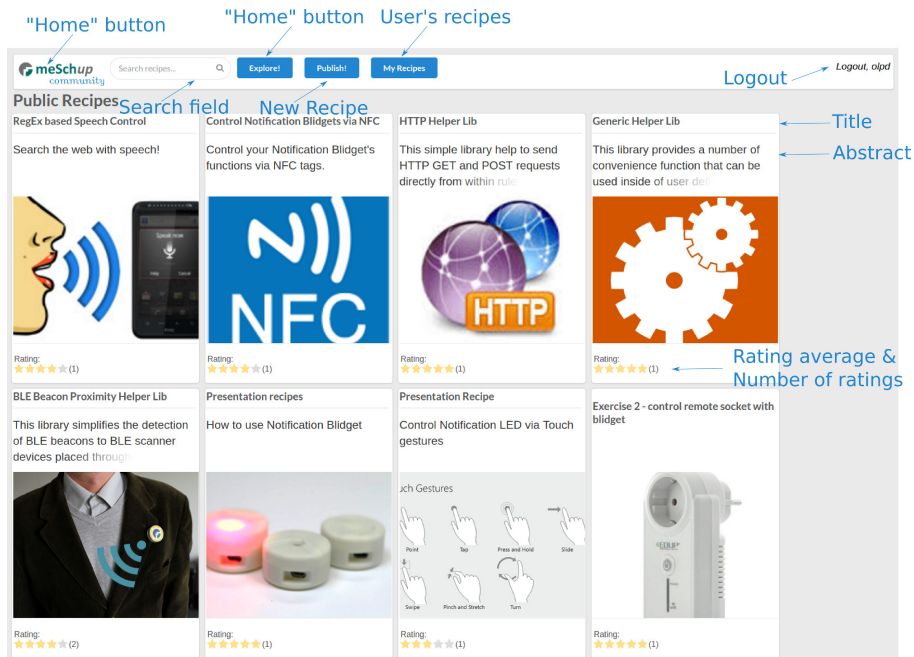 "Home" button
"Home" button
User's recipes
meSchup
community
Search recipes...
Explore!
Publish!
My Recipes
Logout, olpd
Logout
Public Recipes
Search field
New Recipe
RegEx based Speech Control
Control Notification Blidgets via NFC
HTTP Helper Lib
Generic Helper Lib
Title
Search the web with speech!
Control your Notification Blidget's
functions via NFC tags.
This simple library help to send
HTTP GET and POST requests
directly from within rule
This library provides a number of
convenience function that can be
used inside of user def
Abstract
Speak now
Help
Cancel
NFC
HTTP
Rating:
(1)
Rating:
(1)
Rating:
(1)
Rating:
(1)
Rating average &
Number of ratings
BLE Beacon Proximity Helper Lib
Presentation recipes
Presentation Recipe
Exercise 2 - control remote socket with
blidget
This library simplifies the detection
of BLE beacons to BLE scanner
devices placed through
How to use Notification Blidget
Control Notification LED via Touch
gestures
uch Gestures
Point
Tap
Press and Hold
Slide
Swipe
Pinch and Stretch
Turn
Rating:
(2)
Rating:
(1)
Rating:
(1)
Rating:
(1)